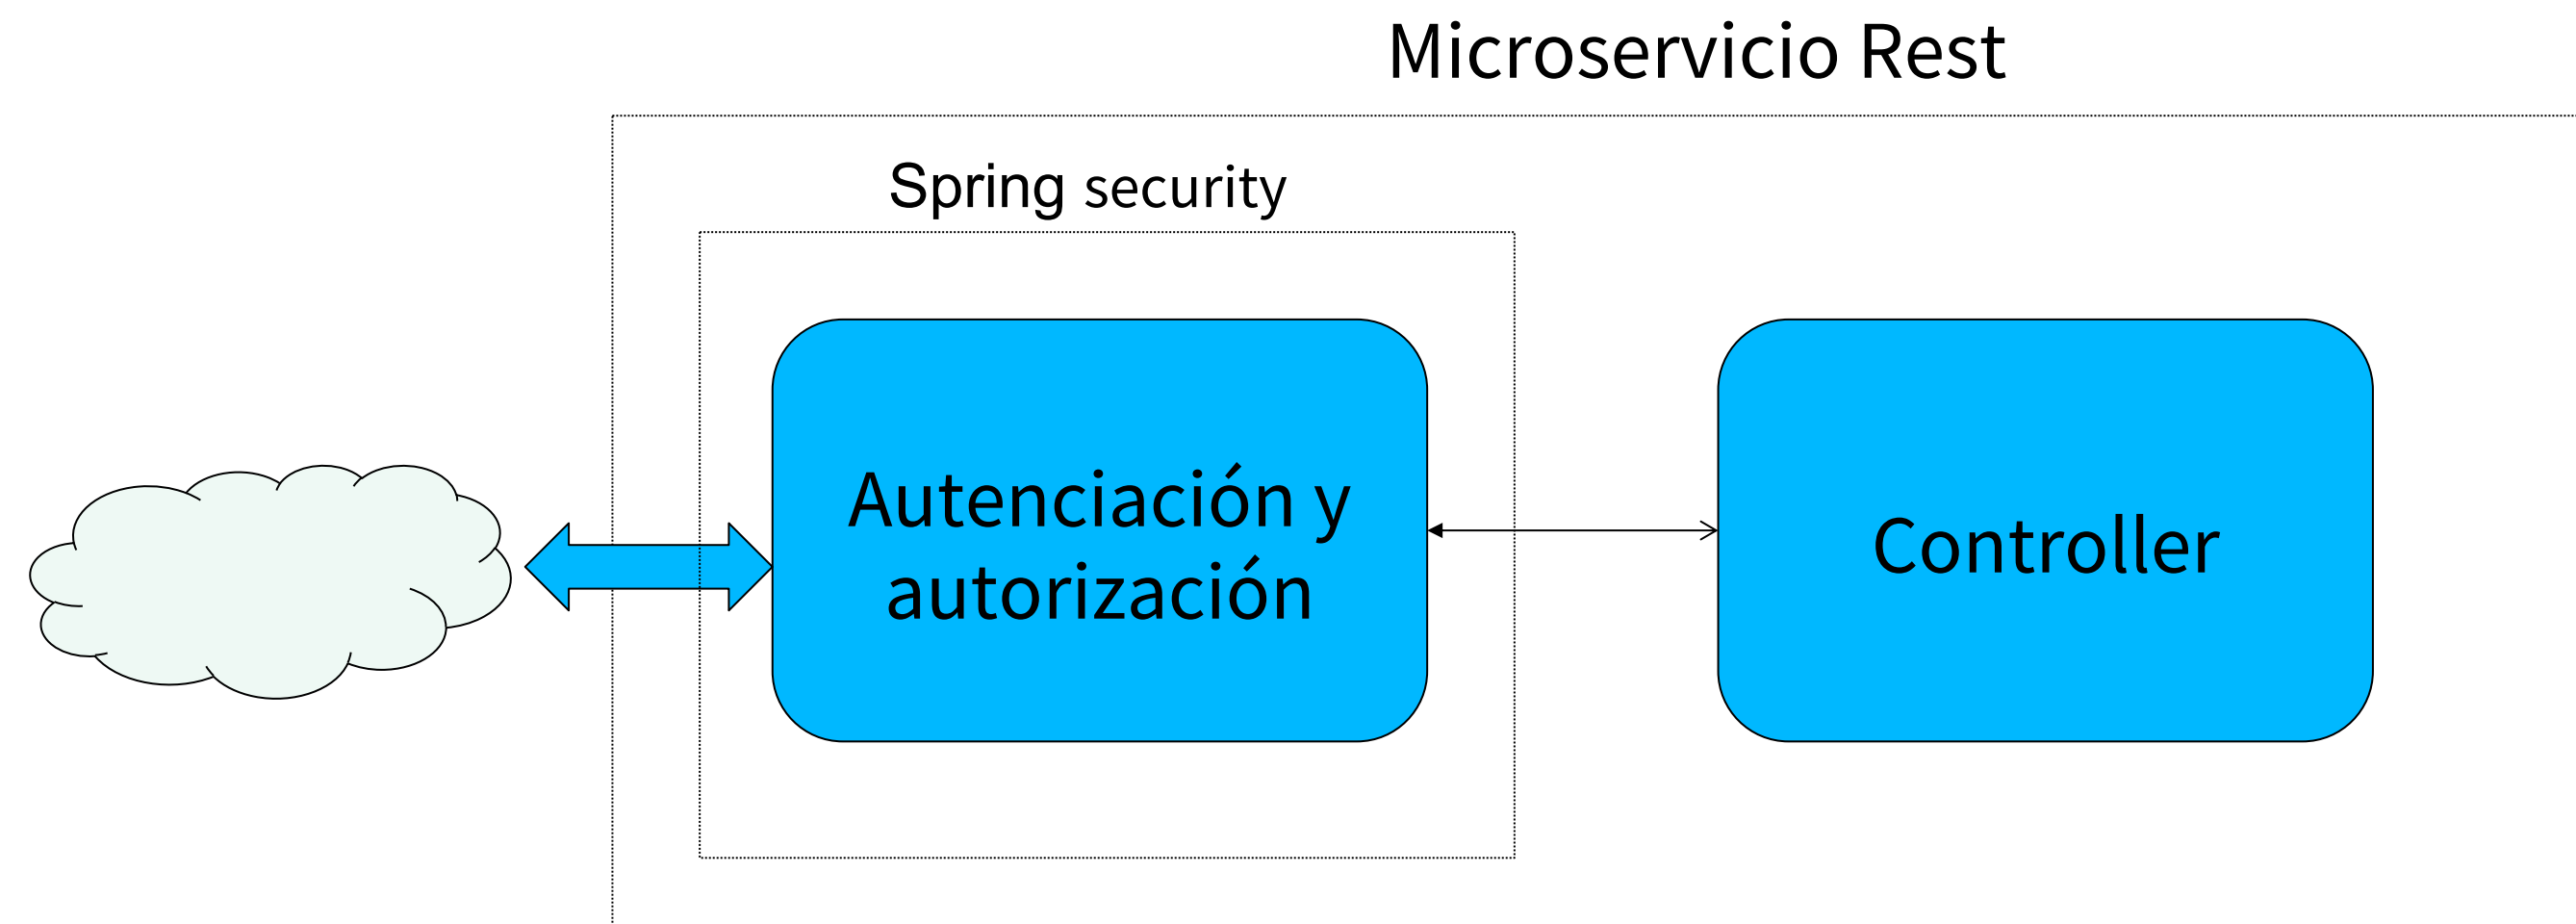 Microservicio Rest
Spring security
Autenciación y
autorización
Controller